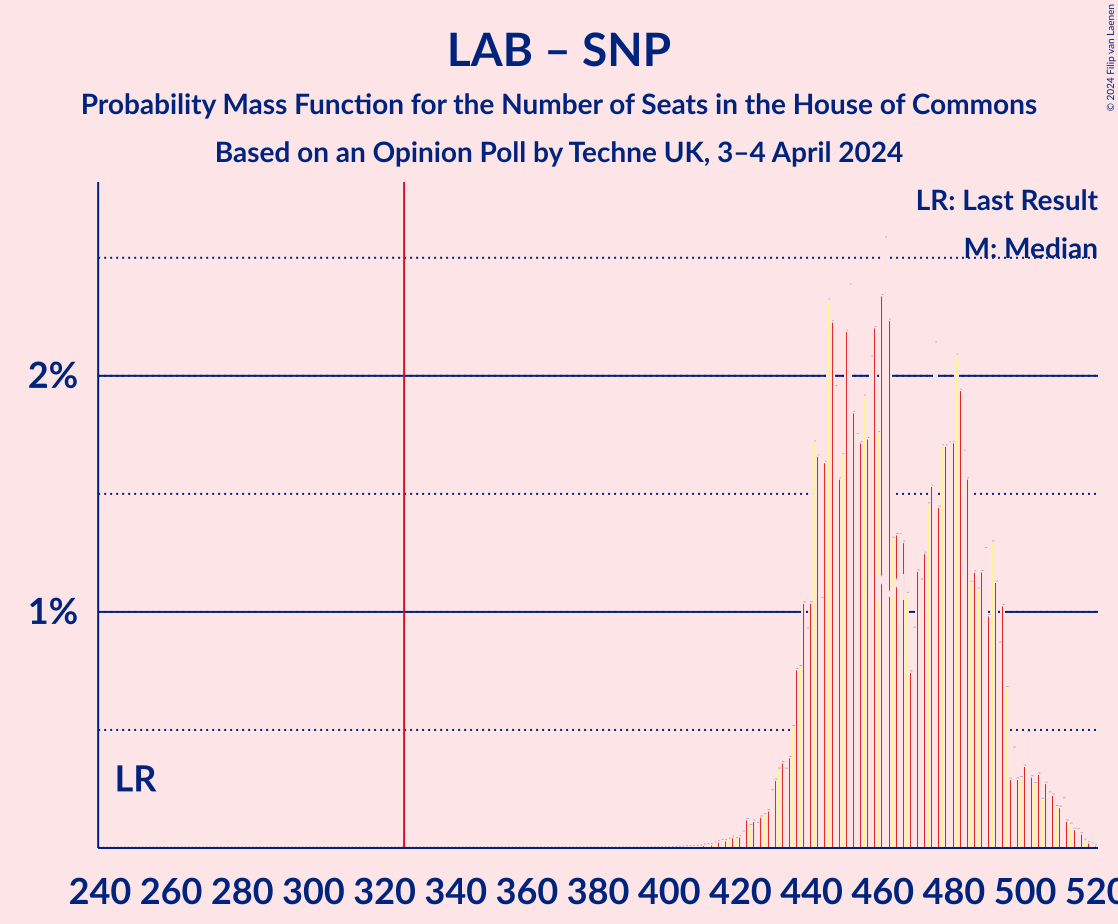 LAB – SNP
Probability Mass Function for the Number of Seats in the House of Commons
Based on an Opinion Poll by Techne UK, 3–4 April 2024
© 2024 Filip van Laenen
LR: Last Result
M: Median
2%
1%
LR
240 260 280 300 320 340 360 380 400 420 440 460 480 500 520